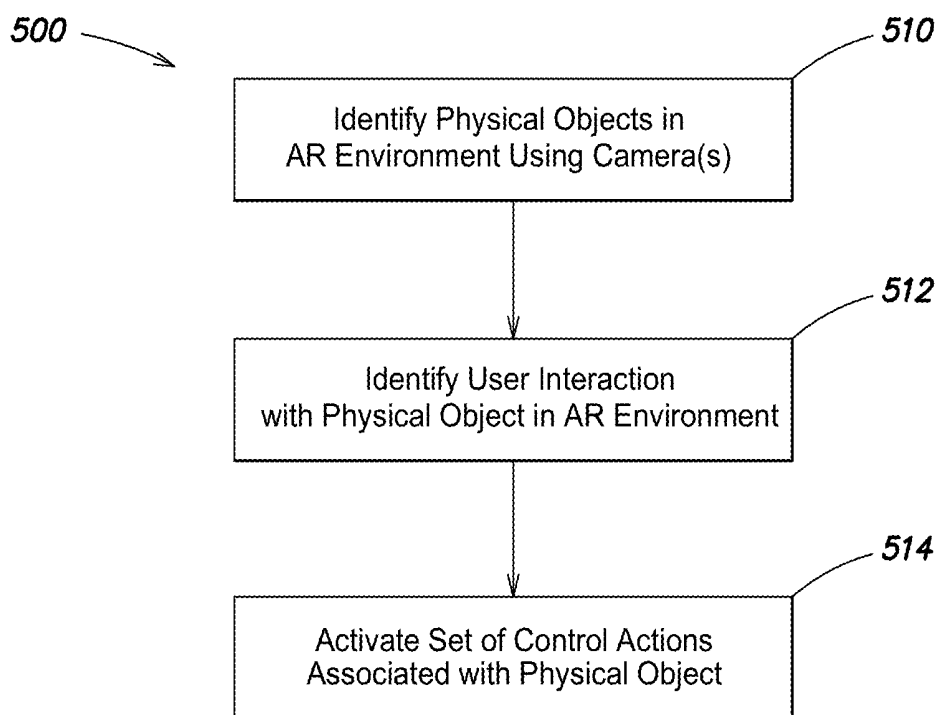 500
510
Identify Physical Objects in
AR Environment Using Camera(s)
512
Identify User Interaction
with Physical Object in AR Environment
514
Activate Set of Control Actions
Associated with Physical Object